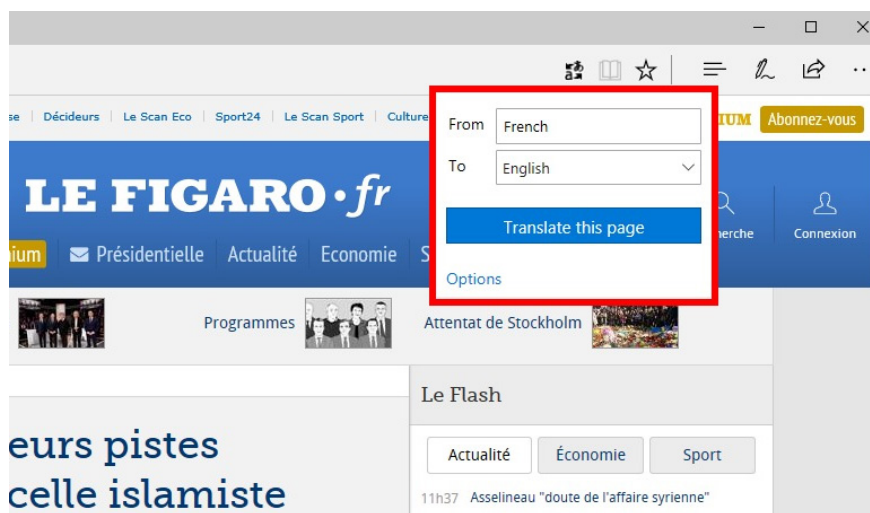 se | Décideurs | Le Scan Eco | Sport24 | Le Scan Sport | Culture
IUM Abonnez-vous
From French
To English
Translate this page
Options
LE FIGARO·fr
herche Connexion
ium Présidentielle Actualité Economie S
Programmes Attentat de Stockholm
Le Flash
Actualité Économie Sport
eurs pistes
celle islamiste
11h37 Asselineau "doute de l'affaire syrienne"